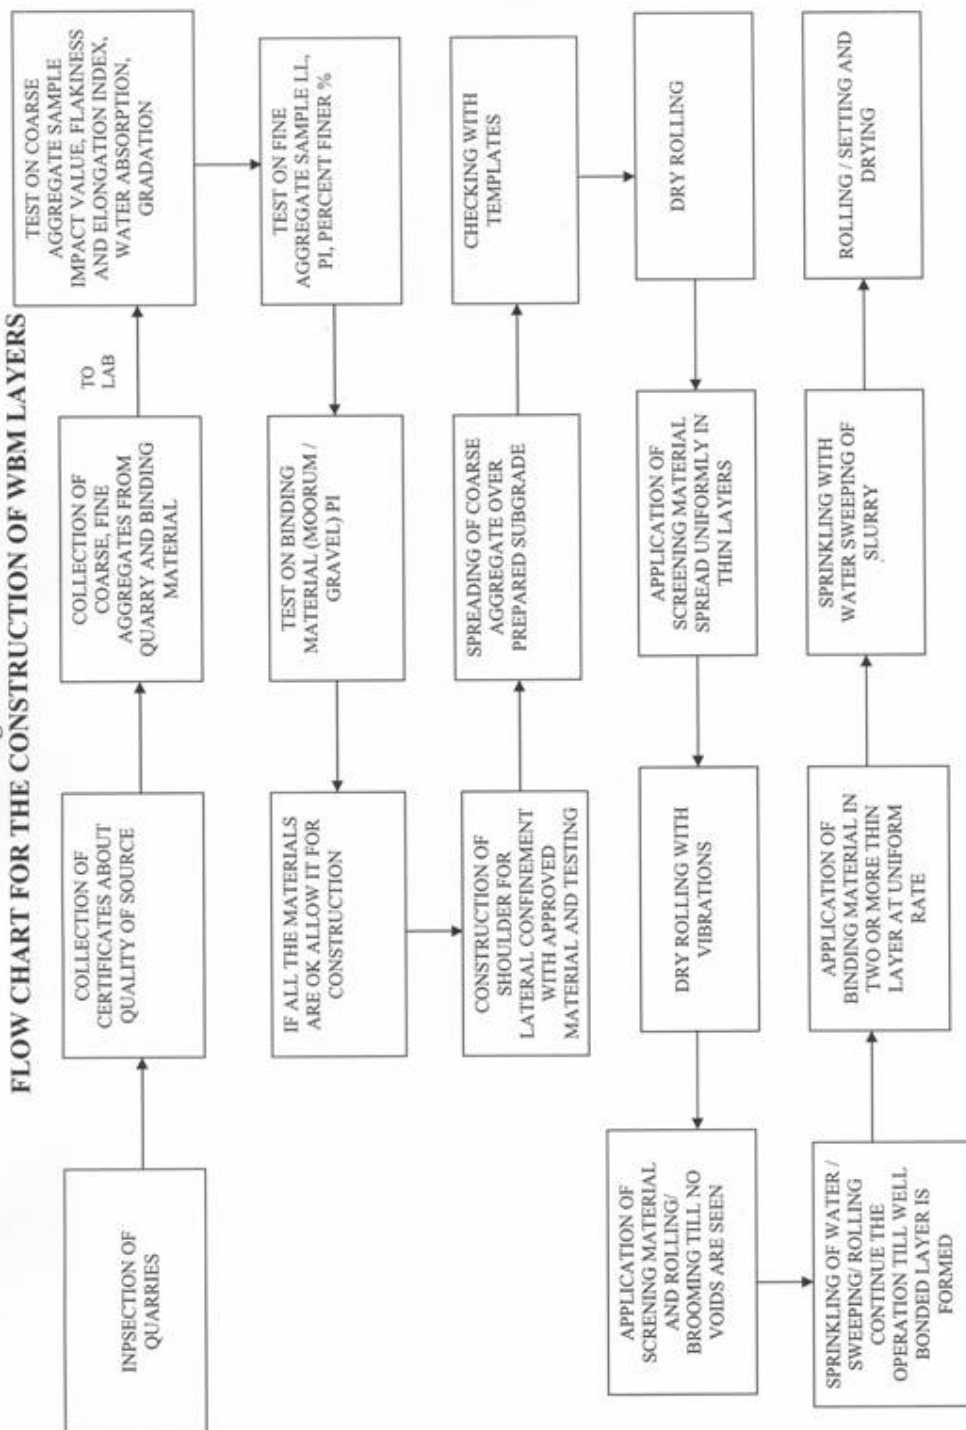 FLOW CHART FOR THE CONSTRUCTION OF WBM LAYERS
INPSECTION OF
QUARRIES
COLLECTION OF
CERTIFICATES ABOUT
QUALITY OF SOURCE
COLLECTION OF
COARSE, FINE
AGGREGATES FROM
QUARRY AND BINDING
MATERIAL
TO
LAB
TEST ON COARSE
AGGREGATE SAMPLE
IMPACT VALUE, FLAKINESS
AND ELONGATION INDEX,
WATER ABSORPTION,
GRADATION
TEST ON FINE
AGGREGATE SAMPLE LL,
PI, PERCENT FINER %
TEST ON BINDING
MATERIAL (MOORUM /
GRAVEL) PI
IF ALL THE MATERIALS
ARE OK ALLOW IT FOR
CONSTRUCTION
CONSTRUCTION OF
SHOULDER FOR
LATERAL CONFINEMENT
WITH APPROVED
MATERIAL AND TESTING
SPREADING OF COARSE
AGGREGATE OVER
PREPARED SUBGRADE
CHECKING WITH
TEMPLATES
DRY ROLLING
APPLICATION OF
SCREENING MATERIAL
SPREAD UNIFORMLY IN
THIN LAYERS
DRY ROLLING WITH
VIBRATIONS
APPLICATION OF
SCRENING MATERIAL
AND ROLLING/
BROOMING TILL NO
VOIDS ARE SEEN
SPRINKLING OF WATER /
SWEEPING/ ROLLING
CONTINUE THE
OPERATION TILL WELL
BONDED LAYER IS
FORMED
APPLICATION OF
BINDING MATERIAL IN
TWO OR MORE THIN
LAYER AT UNIFORM
RATE
SPRINKLING WITH
WATER SWEEPING OF
SLURRY
ROLLING / SETTING AND
DRYING